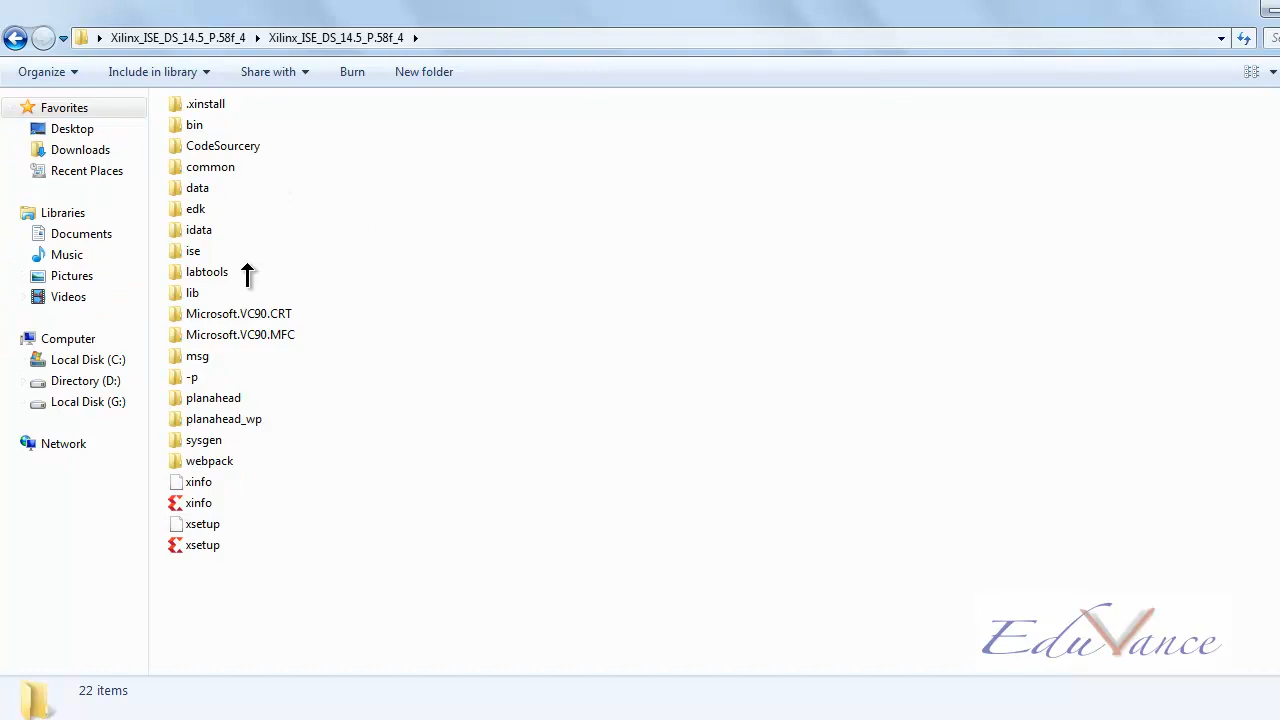 Xilinx_ISE_DS_14.5_P.58f_4 Xilinx_ISE_DS_14.5_P.58f_4
Organize Include in library Share with Burn New folder
Favorites
Desktop
Downloads
Recent Places
Libraries
Documents
Music
Pictures
Videos
Computer
Local Disk (C:)
Directory (D:)
Local Disk (G:)
Network
.xinstall
bin
CodeSourcery
common
data
edk
idata
ise
labtools
lib
Microsoft.VC90.CRT
Microsoft.VC90.MFC
msg
-p
planahead
planahead_wp
sysgen
webpack
xinfo
xinfo
xsetup
xsetup
EduVance
22 items